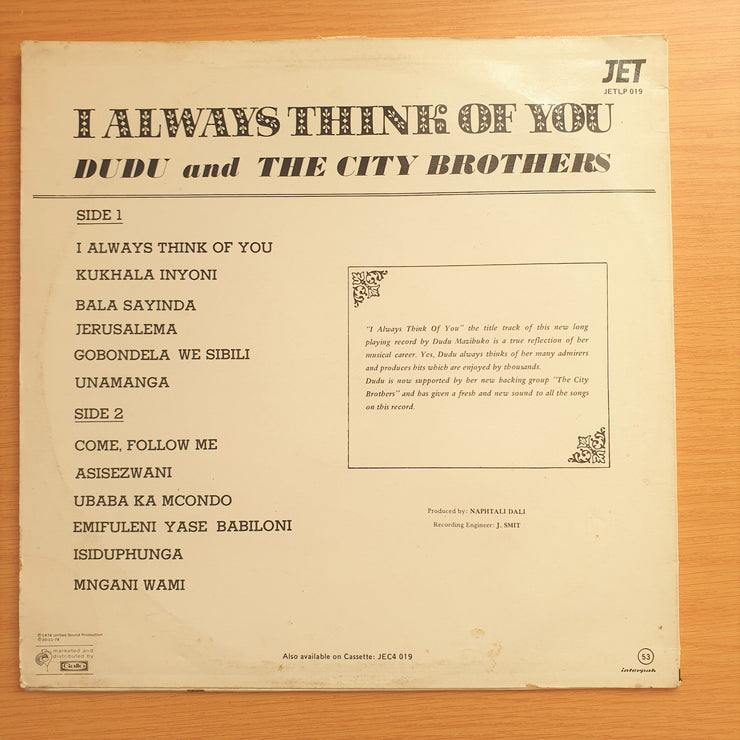 JET
JETLP 019
I ALWAYS THINK OF YOU
DUDU and THE CITY BROTHERS
SIDE 1
I ALWAYS THINK OF YOU
KUKHALA INYONI
BALA SAYINDA
JERUSALEMA
GOBONDELA WE SIBILI
UNAMANGA
SIDE 2
COME, FOLLOW ME
ASISEZWANI
UBABA KA MCONDO
EMIFULENI YASE BABILONI
ISIDUPHUNGA
MNGANI WAMI
"I Always Think Of You" the title track of this new long
playing record by Dudu Mazibuko is a true reflection of her
musical career. Yes, Dudu always thinks of her many admirers
and produces hits which are enjoyed by thousands.
Dudu is now supported by her new backing group "The City
Brothers" and has given a fresh and new sound to all the songs
on this record.
Produced by: NAPHTALI DALI
Recording Engineer: J. SMIT
United Sound Production
marketed and
distributed by
Gallo
Also available on Cassette: JEC4 019
53
interpak